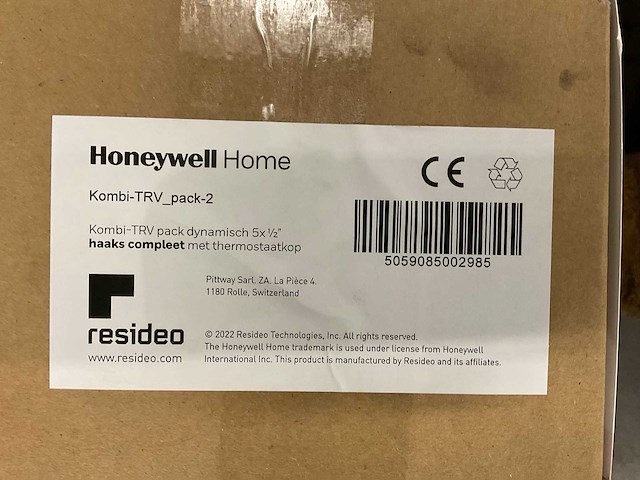 Honeywell Home
CE
Kombi-TRV_pack-2
Kombi-TRV pack dynamisch 5x ½"
haaks compleet met thermostaatkop
5059085002985
Pittway Sarl. ZA, La Pièce 4.
1180 Rolle, Switzerland
resideo
www.resideo.com
© 2022 Resideo Technologies, Inc. All rights reserved.
The Honeywell Home trademark is used under license from Honeywell
International Inc. This product is manufactured by Resideo and its affiliates.